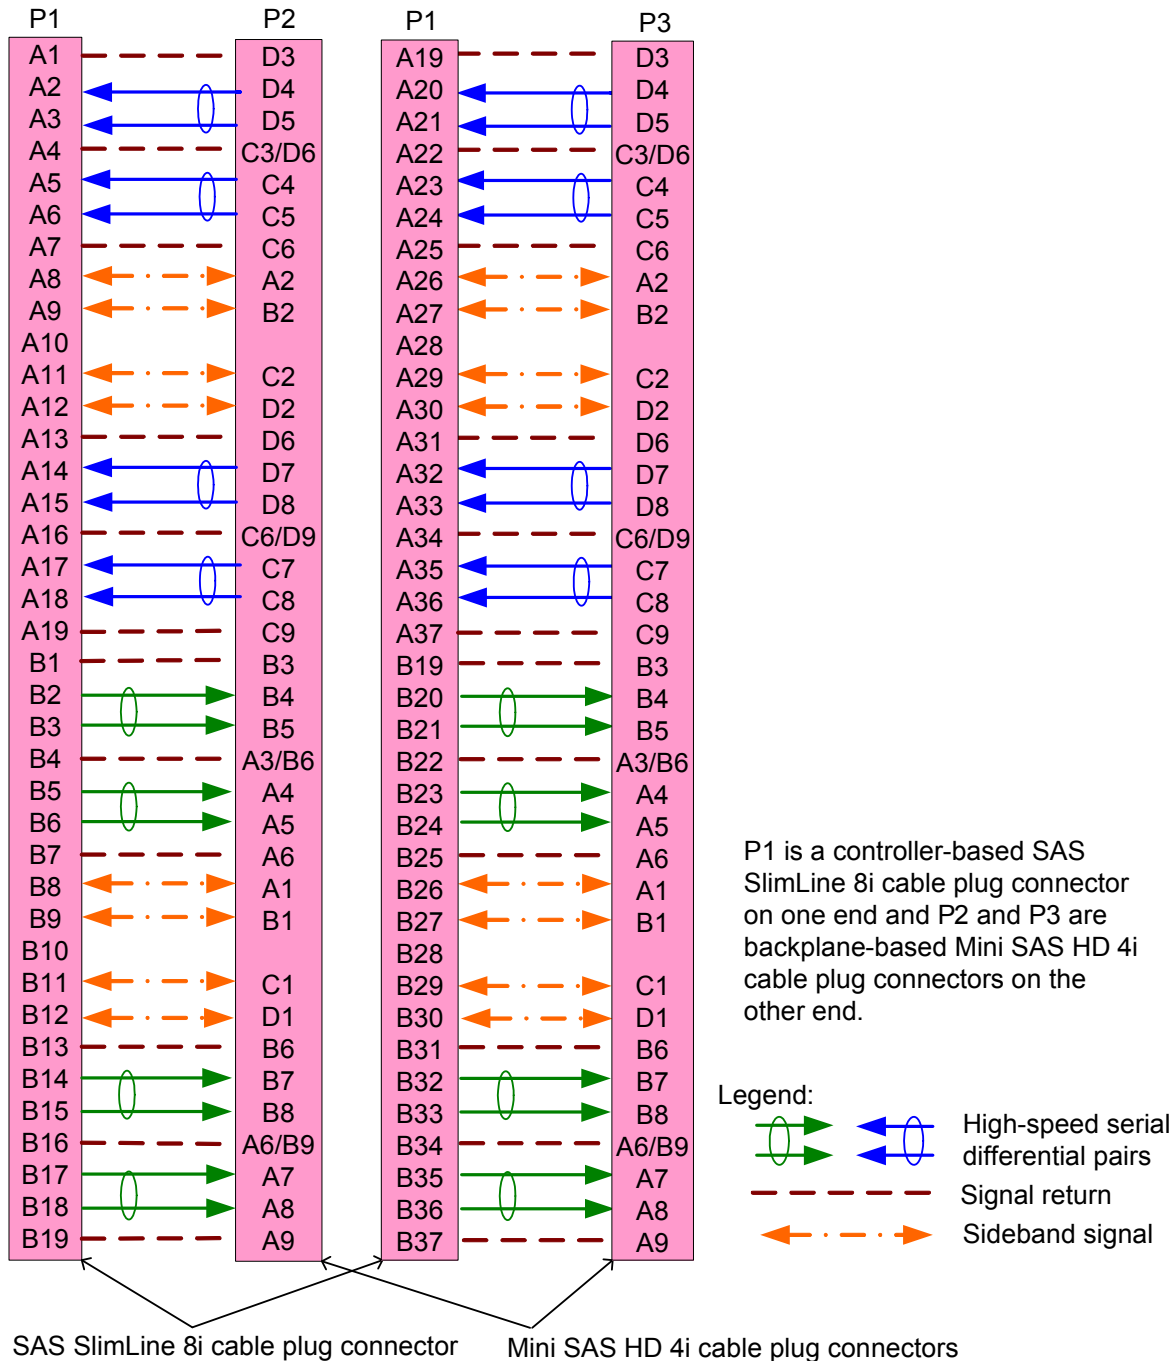 P1 P2 P1 P3
A1 D3 A19 D3
A2 D4 A20 D4
A3 D5 A21 D5
A4 C3/D6 A22 C3/D6
A5 C4 A23 C4
A6 C5 A24 C5
A7 C6 A25 C6
A8 A2 A26 A2
A9 B2 A27 B2
A10 A28
A11 C2 A29 C2
A12 D2 A30 D2
A13 D6 A31 D6
A14 D7 A32 D7
A15 D8 A33 D8
A16 C6/D9 A34 C6/D9
A17 C7 A35 C7
A18 C8 A36 C8
A19 C9 A37 C9
B1 B3 B19 B3
B2 B4 B20 B4
B3 B5 B21 B5
B4 A3/B6 B22 A3/B6
B5 A4 B23 A4
B6 A5 B24 A5
B7 A6 B25 A6
B8 A1 B26 A1
B9 B1 B27 B1
B10 B28
B11 C1 B29 C1
B12 D1 B30 D1
B13 B6 B31 B6
B14 B7 B32 B7
B15 B8 B33 B8
B16 A6/B9 B34 A6/B9
B17 A7 B35 A7
B18 A8 B36 A8
B19 A9 B37 A9
P1 is a controller-based SAS
SlimLine 8i cable plug connector
on one end and P2 and P3 are
backplane-based Mini SAS HD 4i
cable plug connectors on the
other end.
Legend:
High-speed serial
differential pairs
Signal return
Sideband signal
SAS SlimLine 8i cable plug connector
Mini SAS HD 4i cable plug connectors